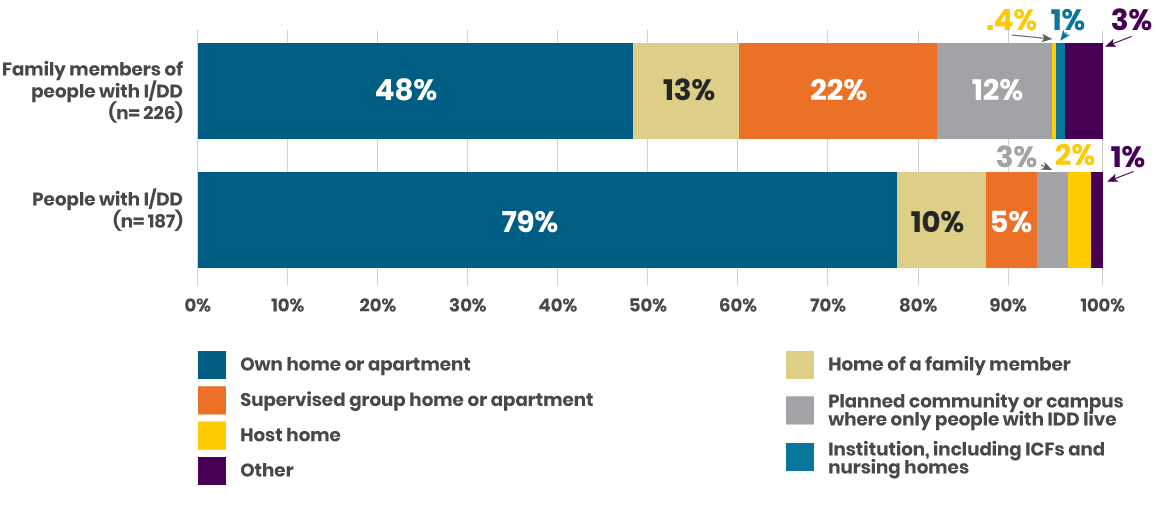 .4% 1% 3%
Family members of
people with I/DD
(n= 226)
48% 13% 22% 12%
3% 2% 1%
People with I/DD
(n= 187)
79% 10% 5%
0% 10% 20% 30% 40% 50% 60% 70% 80% 90% 100%
Own home or apartment
Supervised group home or apartment
Host home
Other
Home of a family member
Planned community or campus
where only people with IDD live
Institution, including ICFs and
nursing homes